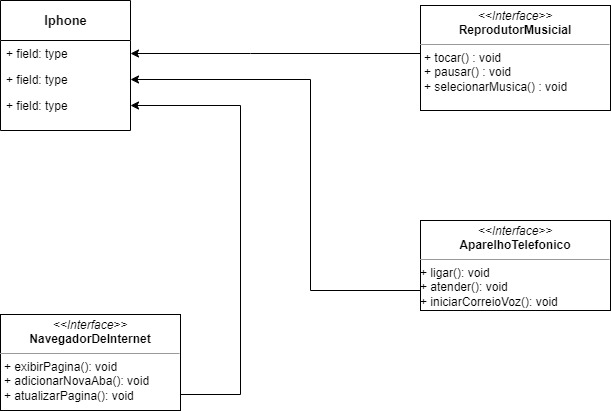 Iphone
+ field: type
+ field: type
+ field: type
<<Interface>>
ReprodutorMusicial
+ tocar() : void
+ pausar() : void
+ selecionarMusica() : void
<<Interface>>
AparelhoTelefonico
+ ligar(): void
+ atender(): void
+ iniciarCorreioVoz(): void
<<Interface>>
NavegadorDeInternet
+ exibirPagina(): void
+ adicionarNovaAba(): void
+ atualizarPagina(): void